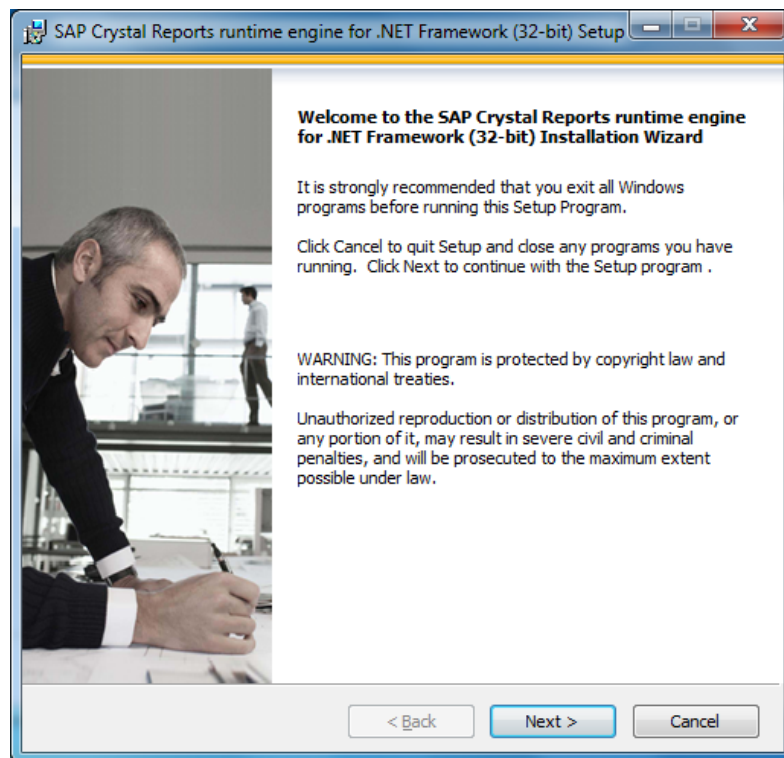 SAP Crystal Reports runtime engine for .NET Framework (32-bit) Setup
Welcome to the SAP Crystal Reports runtime engine
for .NET Framework (32-bit) Installation Wizard
It is strongly recommended that you exit all Windows
programs before running this Setup Program.
Click Cancel to quit Setup and close any programs you have
running.  Click Next to continue with the Setup program .
WARNING: This program is protected by copyright law and
international treaties.
Unauthorized reproduction or distribution of this program, or
any portion of it, may result in severe civil and criminal
penalties, and will be prosecuted to the maximum extent
possible under law.
< Back
Next >
Cancel